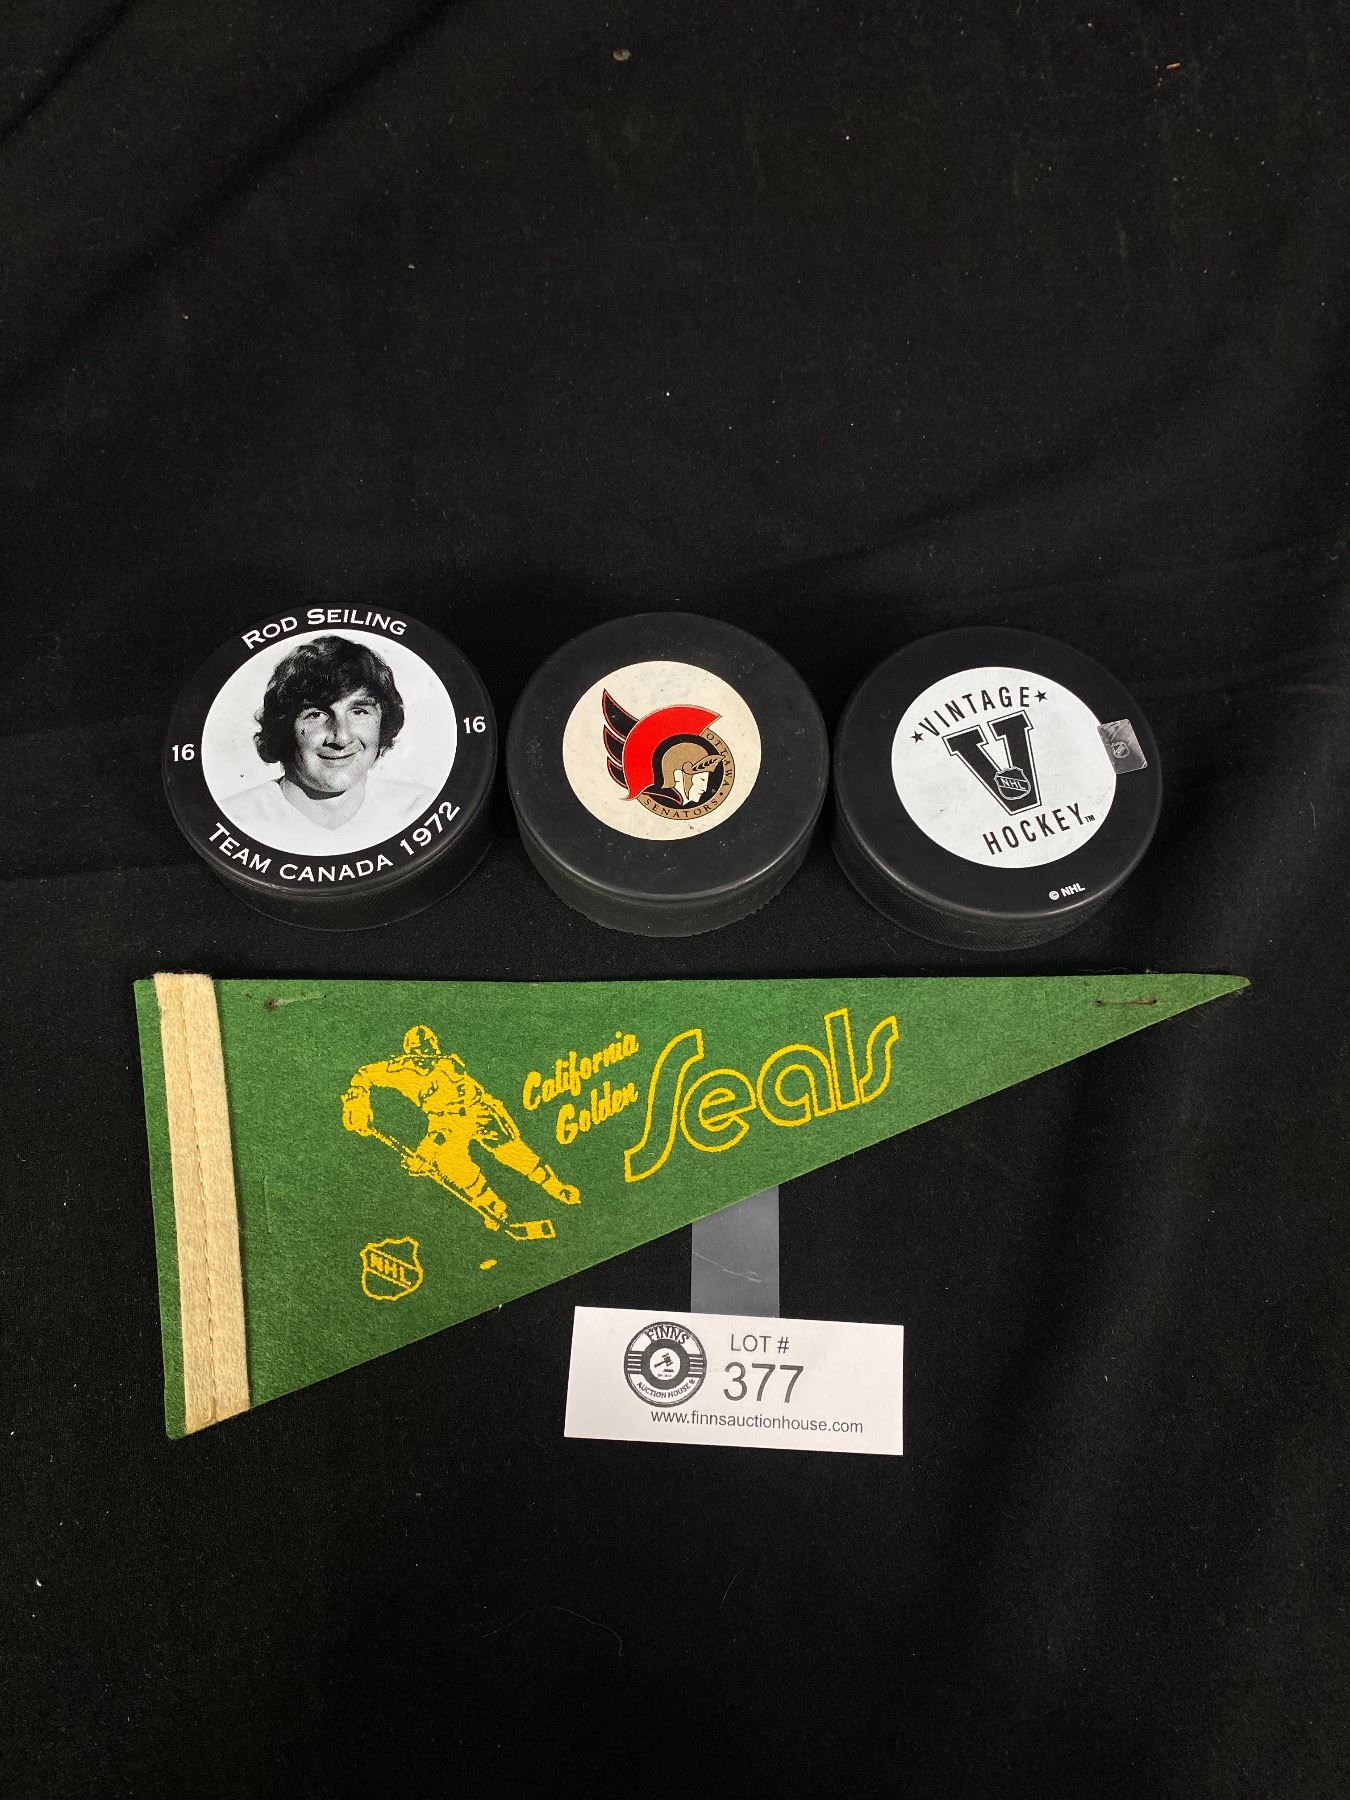 ROD SEILING
16
16
TEAM CANADA 1972
OTTAWA
SENATORS
VINTAGE
V
NHL
HOCKEY™
© NHL
California
Golden
Seals
NHL
FINNS
AUCTION HOUSE
LOT #
377
www.finnsauctionhouse.com